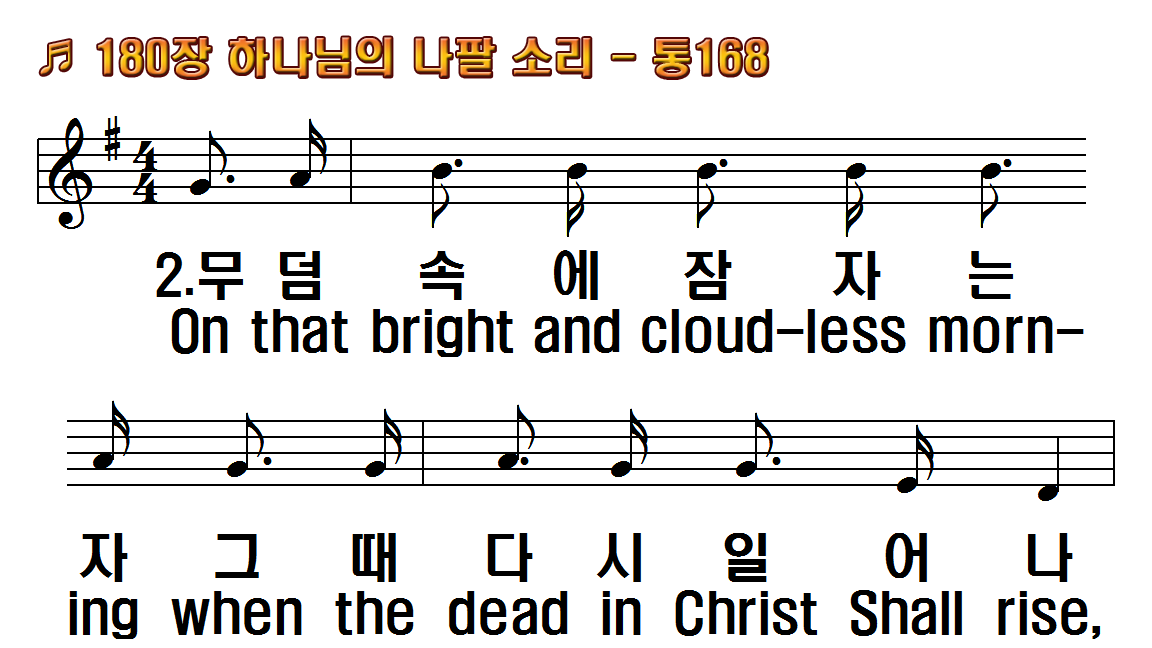 ♬ 180장 하나님의 나팔 소리 - 통168
2.무 덤 속 에 잠 자 는
On that bright and cloud-less morn-
자 그 때 다 시 일 어 나
ing when the dead in Christ Shall rise,